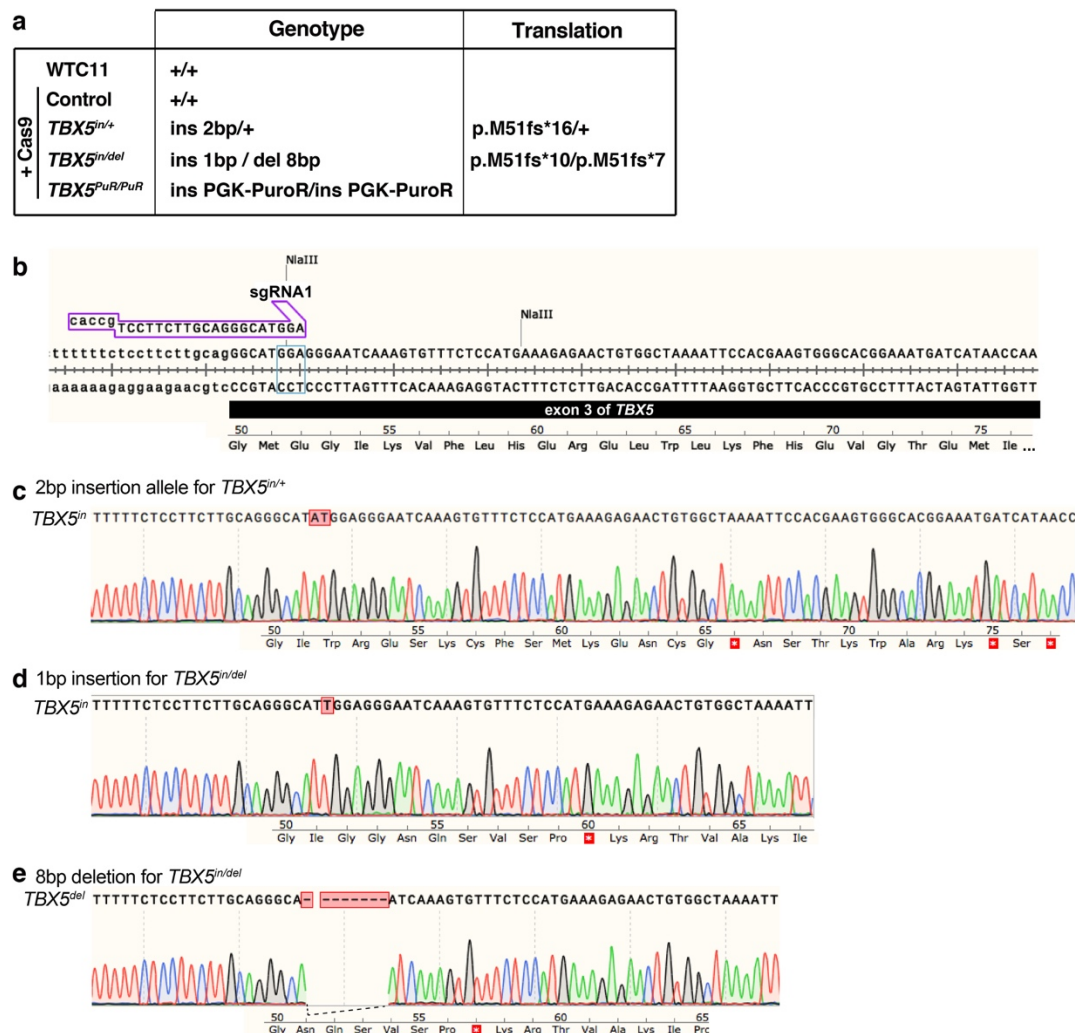 a
Genotype Translation
WTC11 +/+
+ Cas9
Control +/+
TBX5in/+ ins 2bp/+ p.M51fs*16/+
TBX5in/del ins 1bp / del 8bp p.M51fs*10/p.M51fs*7
TBX5PuR/PuR ins PGK-PuroR/ins PGK-PuroR
b
NlaIII
sgRNA1
NlaIII
caccgTCCTTCTTGCAGGGCATGGA
ttttttctccttcttgcagGGCATGGAGGGAATCAAAGTGTTTCTCCATGAAAGAGAACTGTGGCTAAAATTCCACGAAGTGGGCACGGAAATGATCATAACCAA
aaaaaagaggaagaacgtcCCGTACCTCCCTTAGTTTCACAAAGAGGTACTTTCTCTTGACACCGATTTTAAGGTGCTTCACCCGTGCCTTTACTAGTATTGGTT
exon 3 of TBX5
50 55 60 65 70 75
Gly Met Glu Gly Ile Lys Val Phe Leu His Glu Arg Glu Leu Trp Leu Lys Phe His Glu Val Gly Thr Glu Met Ile ...
c 2bp insertion allele for TBX5in/+
TBX5in TTTTTCTCCTTCTTGCAGGGCATATGGAGGGAATCAAAGTGTTTCTCCATGAAAGAGAACTGTGGCTAAAATTCCACGAAGTGGGCACGGAAATGATCATAACC
50 55 60 65 70 75
Gly Ile Trp Arg Glu Ser Lys Cys Phe Ser Met Lys Glu Asn Cys Gly * Asn Ser Thr Lys Trp Ala Arg Lys * Ser *
d 1bp insertion for TBX5in/del
TBX5in TTTTTCTCCTTCTTGCAGGGCATTGGAGGGAATCAAAGTGTTTCTCCATGAAAGAGAACTGTGGCTAAAATT
50 55 60 65
Gly Ile Gly Gly Asn Gln Ser Val Ser Pro * Lys Arg Thr Val Ala Lys Ile
e 8bp deletion for TBX5in/del
TBX5del TTTTTCTCCTTCTTGCAGGGCA- -------ATCAAAGTGTTTCTCCATGAAAGAGAACTGTGGCTAAAATT
50 55 60 65
Gly Asn Gln Ser Val Ser Pro * Lys Arg Thr Val Ala Lys Ile Prc